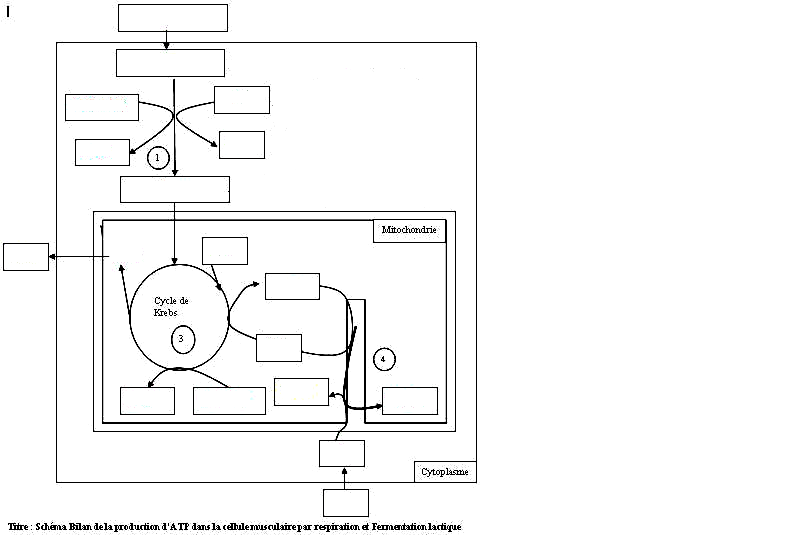 1
Mitochondrie
Cycle de
Krebs
3
4
Cytoplasme
Titre : Schéma Bilan de la production d'ATP dans la cellule musculaire par respiration et Fermentation lactique